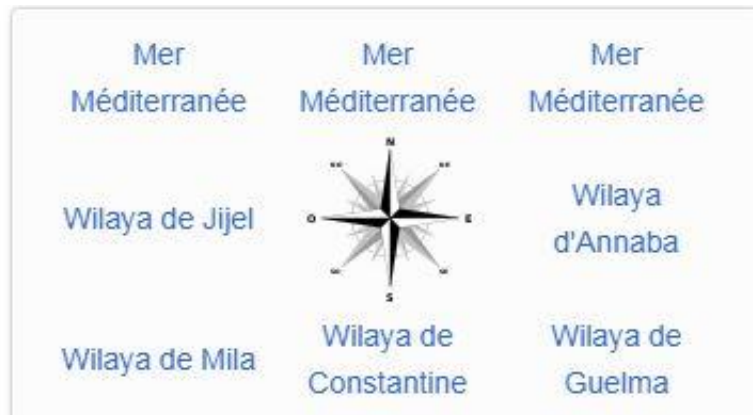 Mer Mer Mer
Méditerranée Méditerranée Méditerranée
N
Wilaya de Jijel
O
E
Wilaya
d'Annaba
S
Wilaya de Mila
Wilaya de
Constantine
Wilaya de
Guelma